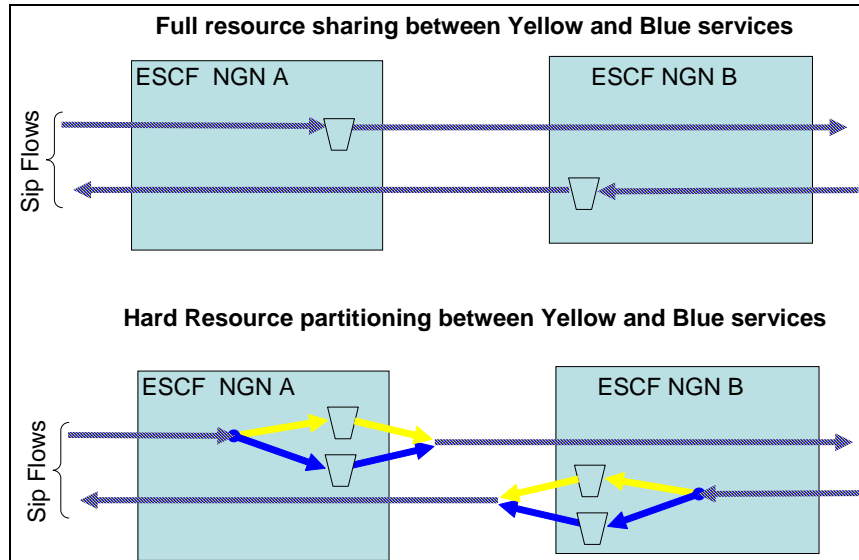 Full resource sharing between Yellow and Blue services
ESCF NGN A
ESCF NGN B
Sip Flows
Hard Resource partitioning between Yellow and Blue services
ESCF NGN A
ESCF NGN B
Sip Flows